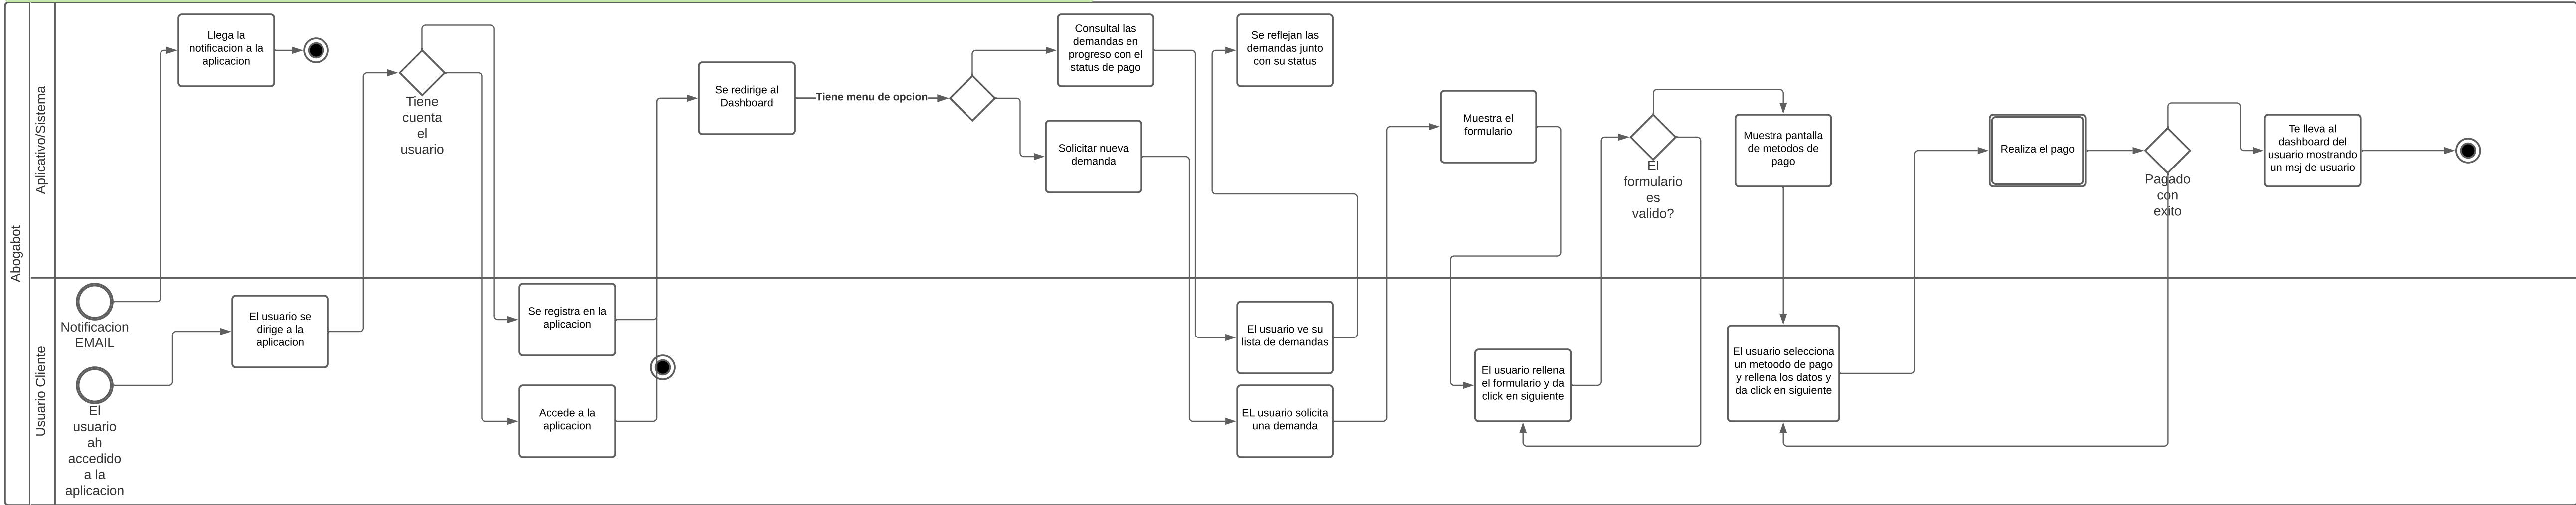 Abogabot
Aplicativo/Sistema
Usuario Cliente
Llega la
notificacion a la
aplicacion
Tiene
cuenta
el
usuario
Se redirige al
Dashboard
Tiene menu de opcion
Consultal las
demandas en
progreso con el
status de pago
Solicitar nueva
demanda
Se reflejan las
demandas junto
con su status
Muestra el
formulario
El
formulario
es
valido?
Muestra pantalla
de metodos de
pago
Realiza el pago
Pagado
con
exito
Te lleva al
dashboard del
usuario mostrando
un msj de usuario
Notificacion
EMAIL
El
usuario
ah
accedido
a la
aplicacion
El usuario se
dirige a la
aplicacion
Se registra en la
aplicacion
Accede a la
aplicacion
El usuario ve su
lista de demandas
EL usuario solicita
una demanda
El usuario rellena
el formulario y da
click en siguiente
El usuario selecciona
un metoodo de pago
y rellena los datos y
da click en siguiente